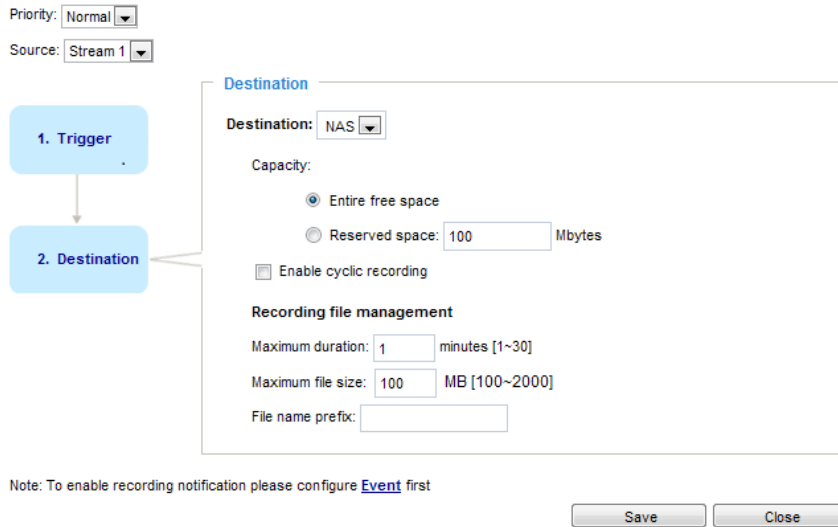 Priority: Normal
Source: Stream 1
Destination
1. Trigger
Destination: NAS
Capacity:
Entire free space
Reserved space: 100 Mbytes
2. Destination
Enable cyclic recording
Recording file management
Maximum duration: 1 minutes [1~30]
Maximum file size: 100 MB [100~2000]
File name prefix:
Note: To enable recording notification please configure Event first
Save Close